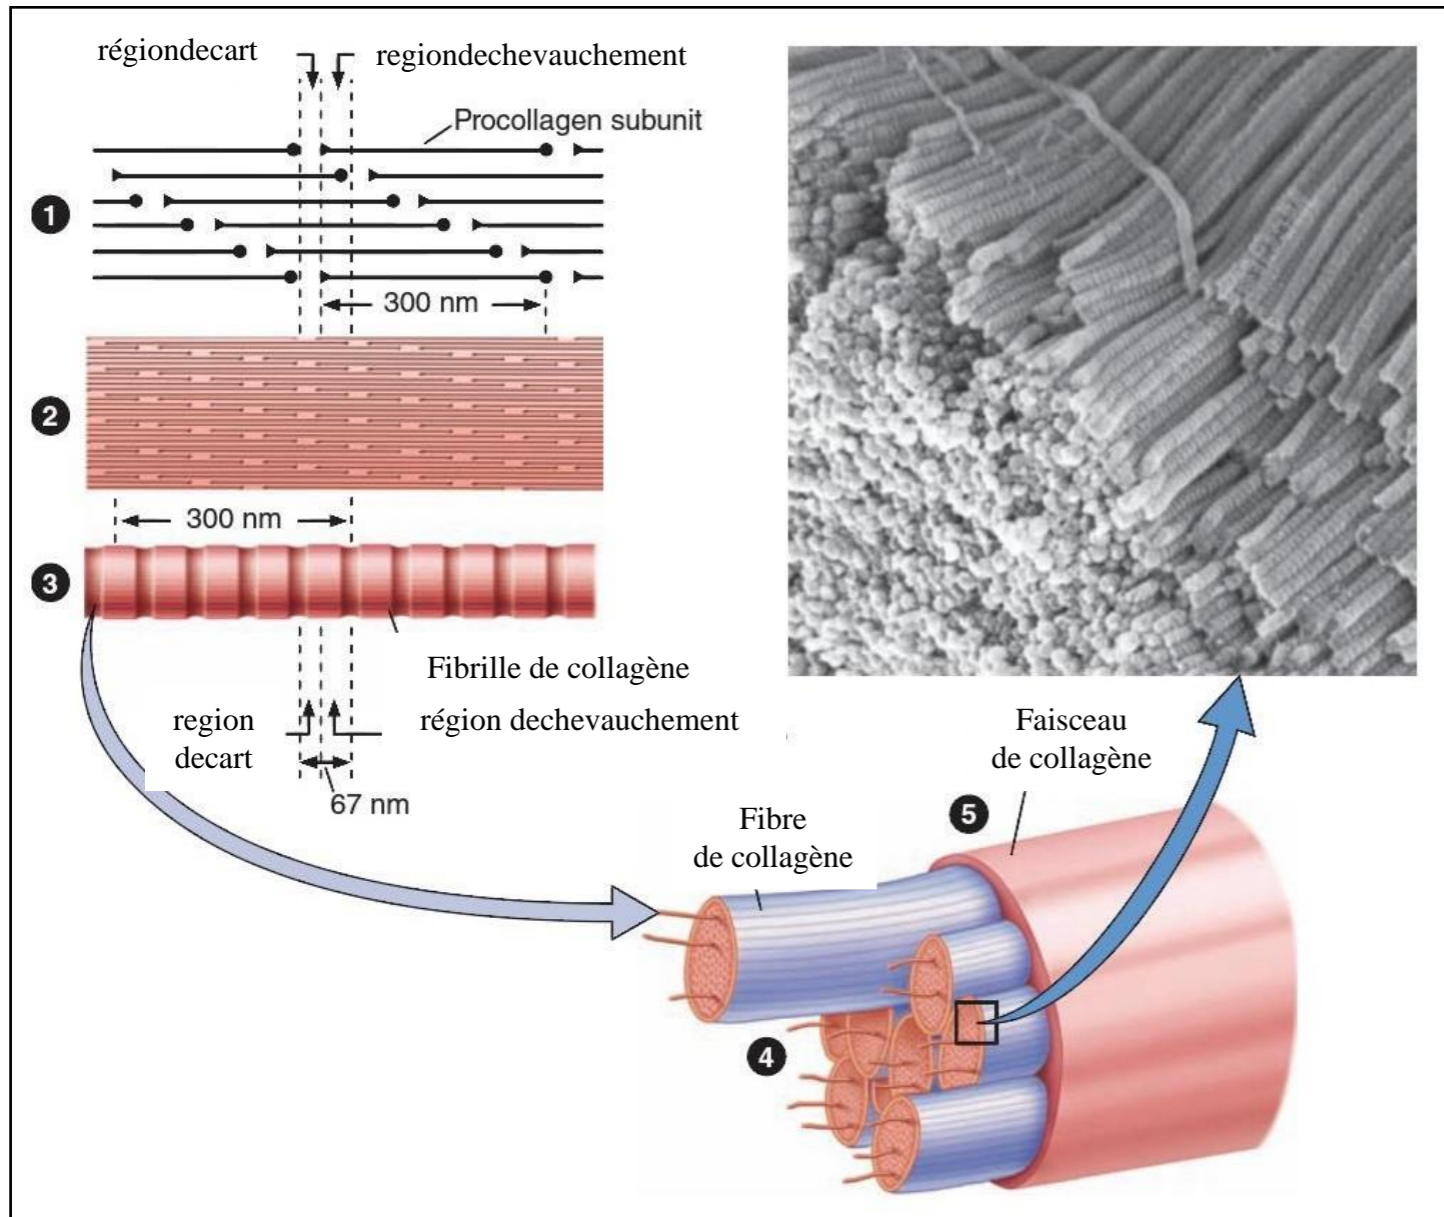 régiondecart
regiondechevauchement
Procollagen subunit
1
300 nm
2
300 nm
3
Fibrille de collagène
region
decart
région dechevauchement
67 nm
Faisceau
de collagène
5
Fibre
de collagène
4